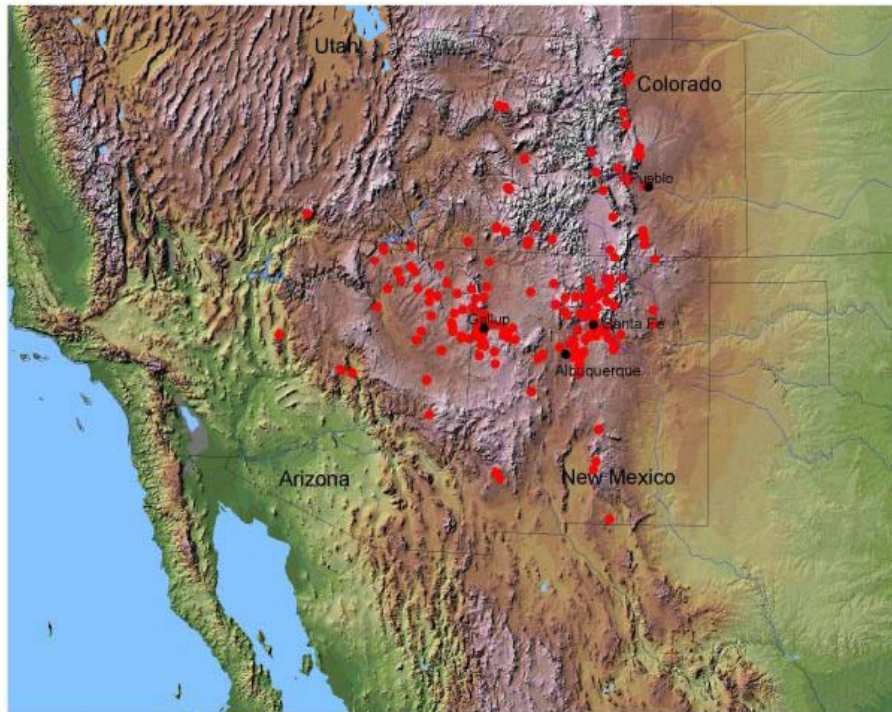 Utah
Colorado
Pueblo
Gallup
Santa Fe
Albuquerque
Arizona
New Mexico